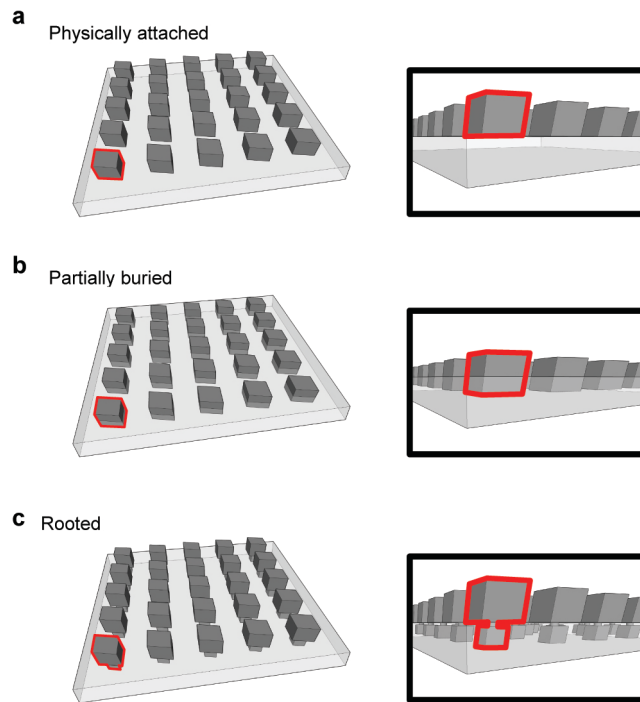 a
Physically attached
b
Partially buried
c
Rooted